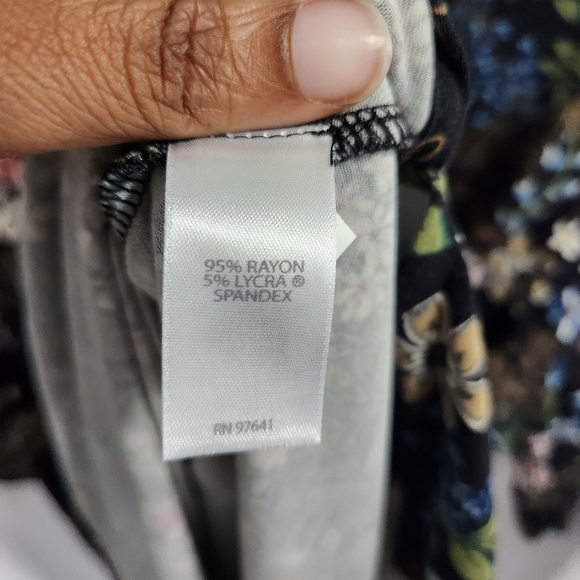 95% RAYON
5% LYCRA ®
SPANDEX
RN 97641